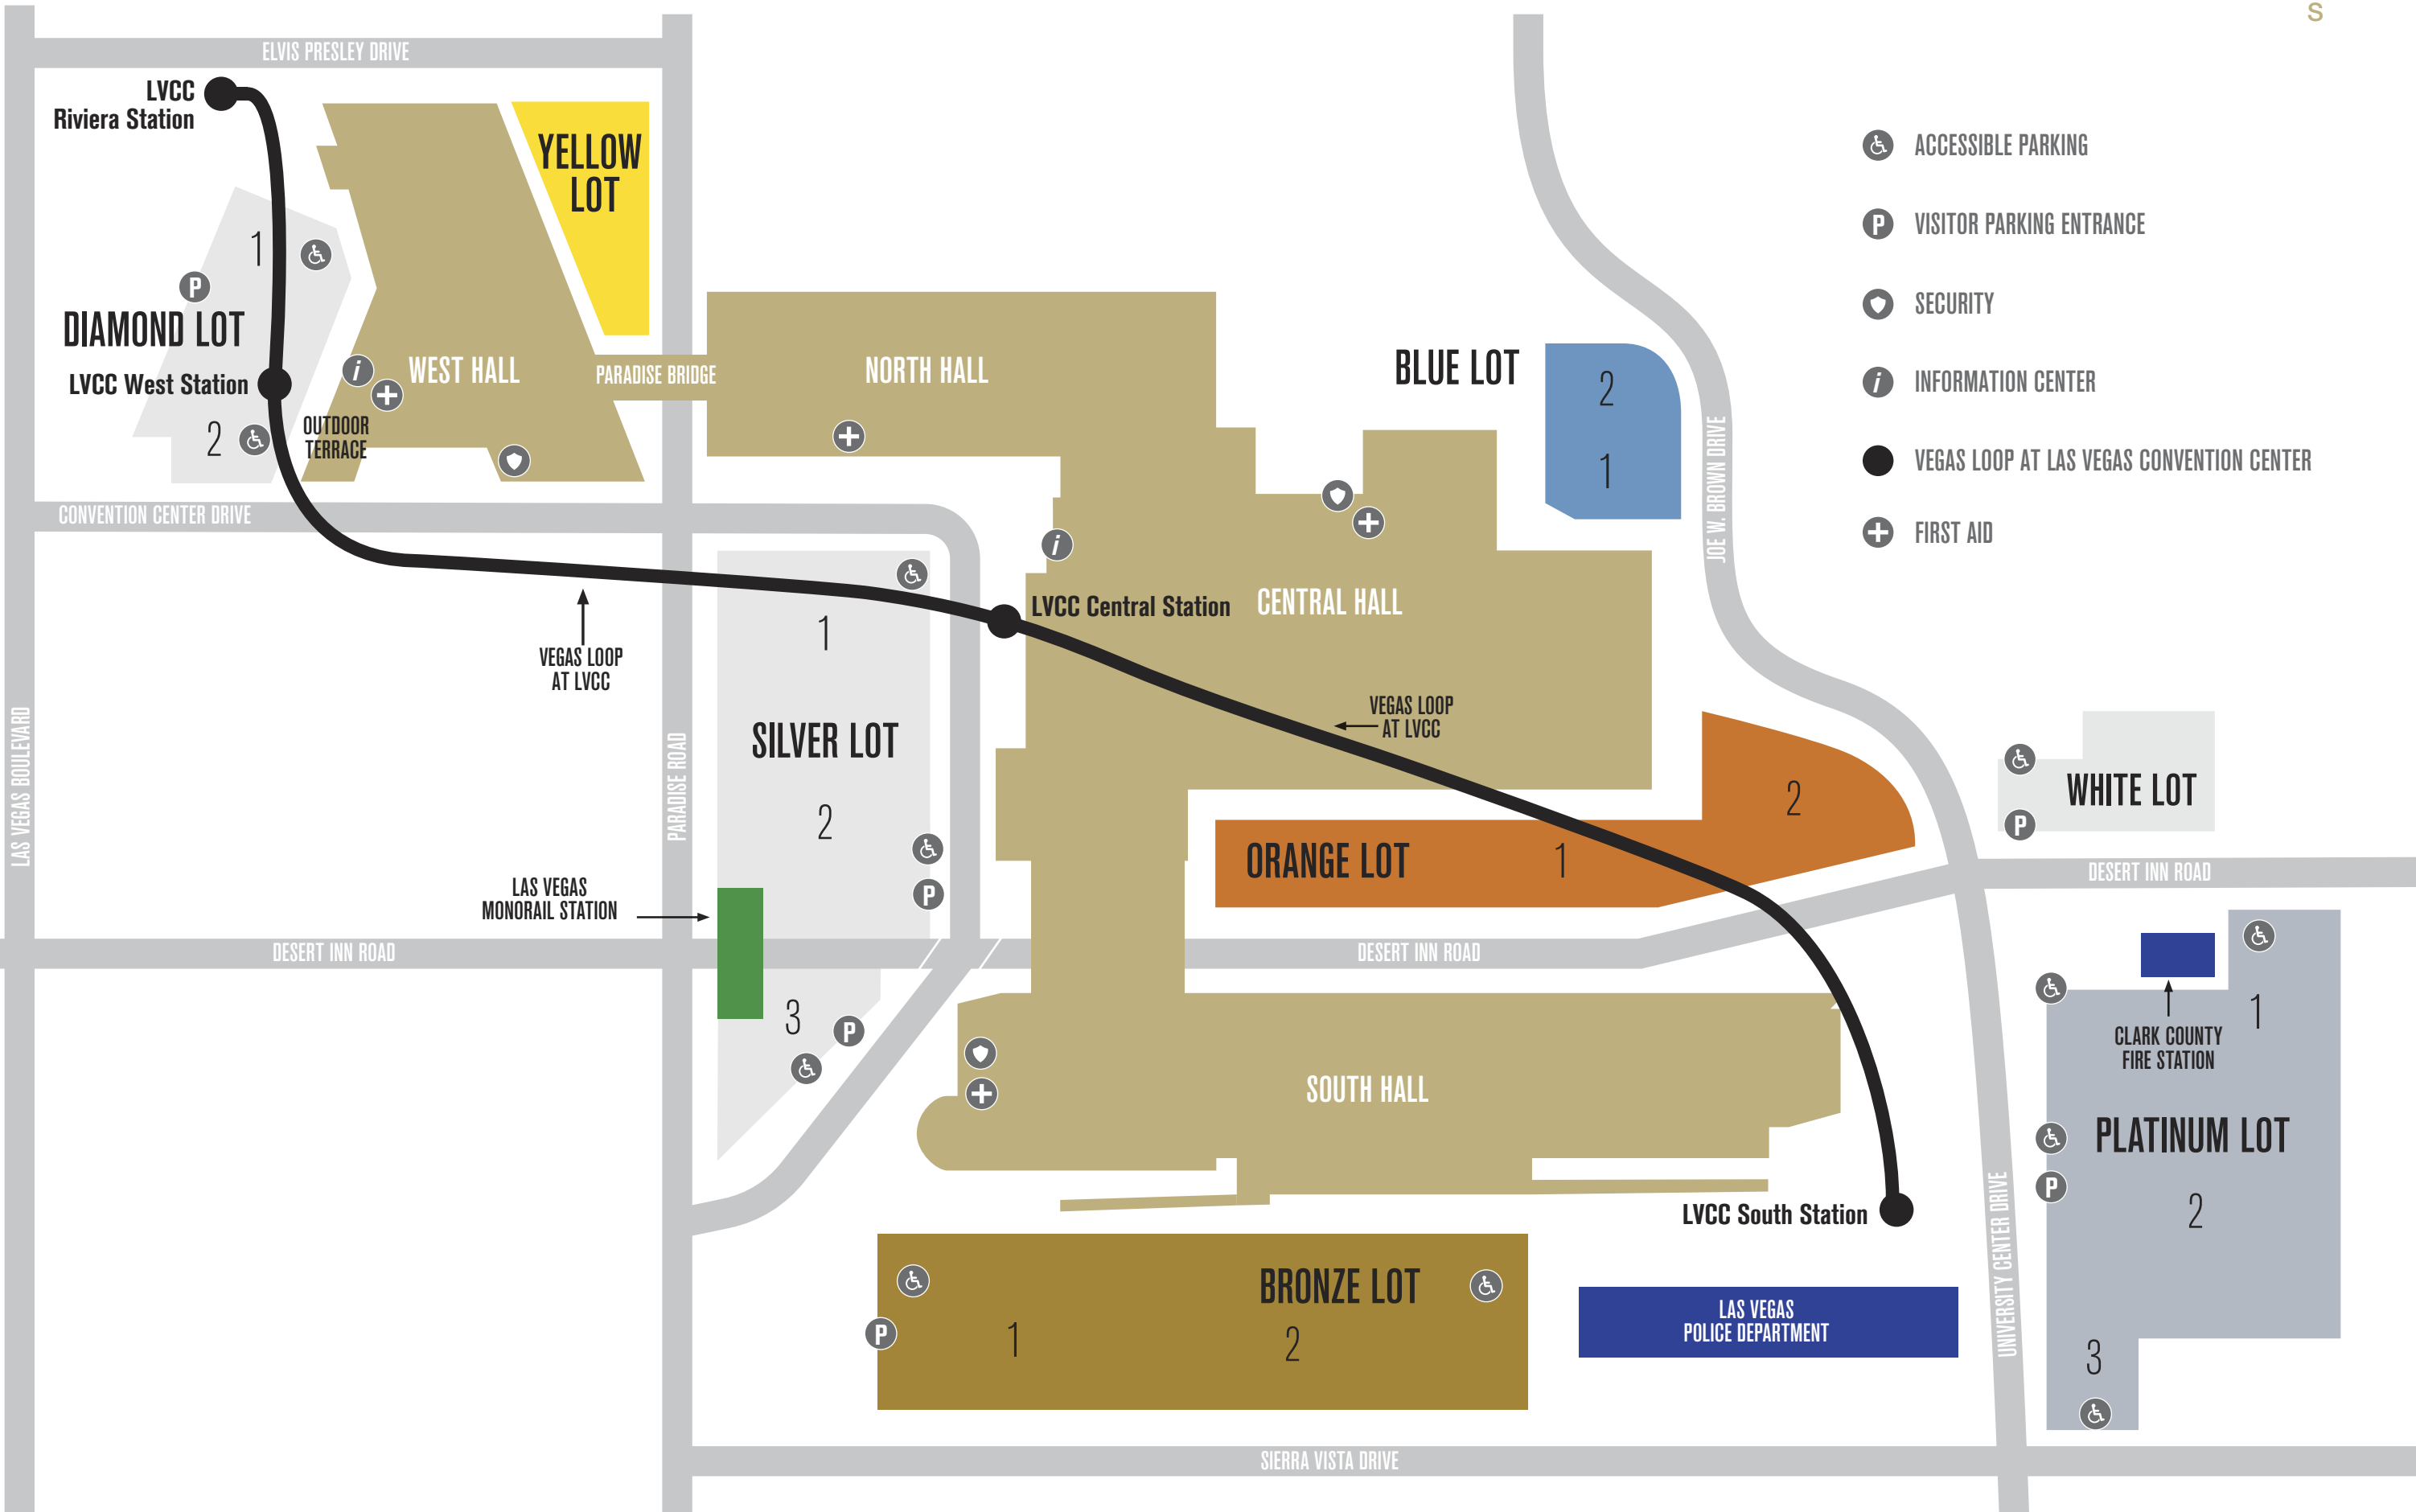 S
ELVIS PRESLEY DRIVE
LVCC
Riviera Station
YELLOW
LOT
ACCESSIBLE PARKING
VISITOR PARKING ENTRANCE
SECURITY
INFORMATION CENTER
VEGAS LOOP AT LAS VEGAS CONVENTION CENTER
FIRST AID
1
P
DIAMOND LOT
LVCC West Station
2
OUTDOOR
TERRACE
WEST HALL
PARADISE BRIDGE
NORTH HALL
BLUE LOT
2
1
JOE W. BROWN DRIVE
CONVENTION CENTER DRIVE
LVCC Central Station
CENTRAL HALL
VEGAS LOOP
AT LVCC
VEGAS LOOP
AT LVCC
1
SILVER LOT
2
P
LAS VEGAS BOULEVARD
PARADISE ROAD
LAS VEGAS
MONORAIL STATION
ORANGE LOT
1
2
WHITE LOT
P
DESERT INN ROAD
DESERT INN ROAD
DESERT INN ROAD
3
P
SOUTH HALL
CLARK COUNTY
FIRE STATION
1
PLATINUM LOT
P
2
3
UNIVERSITY CENTER DRIVE
LVCC South Station
BRONZE LOT
P
1
2
LAS VEGAS
POLICE DEPARTMENT
SIERRA VISTA DRIVE